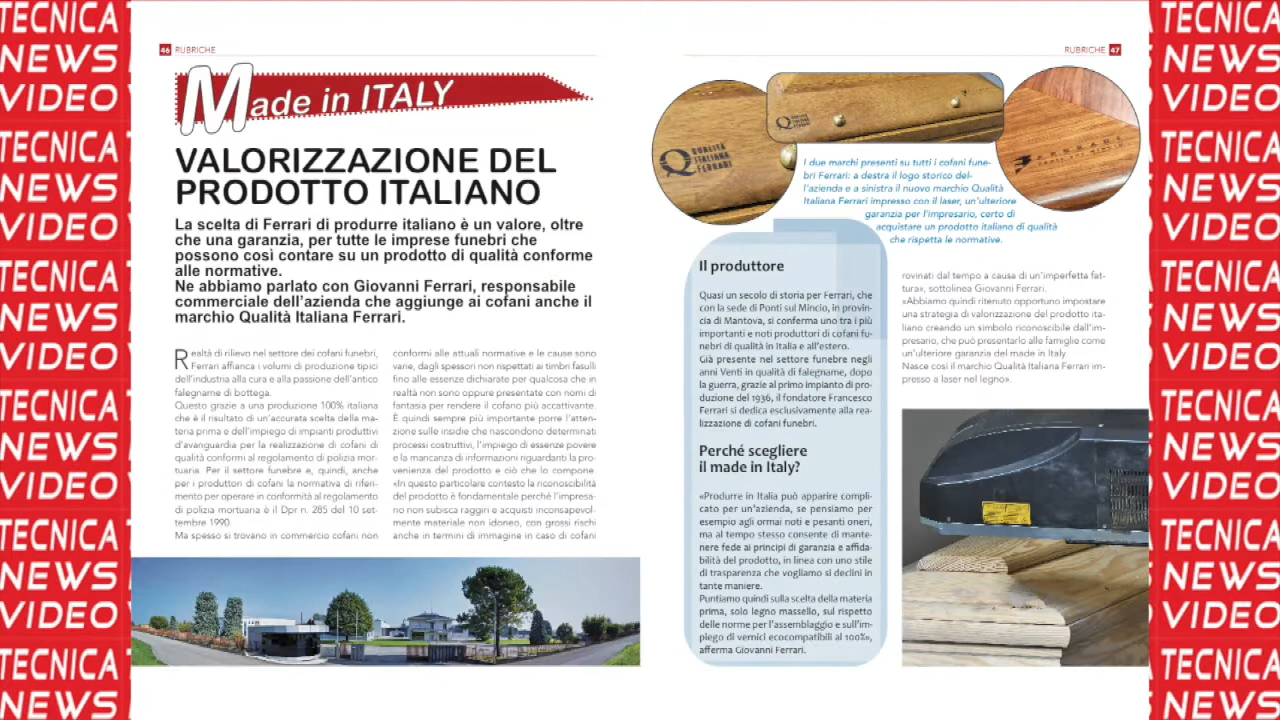 TECNICA
NEWS
VIDEO
TECNICA
NEWS
VIDEO
TECNICA
NEWS
VIDEO
TECNICA
NEWS
VIDEO
TECNICA
NEWS
VIDEO
TECNICA
NEWS
46 RUBRICHE
Made in ITALY
VALORIZZAZIONE DEL
PRODOTTO ITALIANO
La scelta di Ferrari di produrre italiano è un valore, oltre
che una garanzia, per tutte le imprese funebri che
possono così contare su un prodotto di qualità conforme
alle normative.
Ne abbiamo parlato con Giovanni Ferrari, responsabile
commerciale dell'azienda che aggiunge ai cofani anche il
marchio Qualità Italiana Ferrari.
Realtà di rilievo nel settore dei cofani funebri,
Ferrari affianca i volumi di produzione tipici
dell'industria alla cura e alla passione dell'antico
falegname di bottega.
Questo grazie a una produzione 100% italiana
che è il risultato di un'accurata scelta della ma-
teria prima e dell'impiego di impianti produttivi
d'avanguardia per la realizzazione di cofani di
qualità conformi al regolamento di polizia mor-
tuaria. Per il settore funebre e, quindi, anche
per i produttori di cofani la normativa di riferi-
mento per operare in conformità al regolamento
di polizia mortuaria è il Dpr n. 285 del 10 set-
tembre 1990.
Ma spesso si trovano in commercio cofani non
conformi alle attuali normative e le cause sono
varie, dagli spessori non rispettati ai timbri fasulli
fino alle essenze dichiarate per qualcosa che in
realtà non sono oppure presentate con nomi di
fantasia per rendere il cofano più accattivante.
È quindi sempre più importante porre l'atten-
zione sulle insidie che nascondono determinati
processi costruttivi, l'impiego di essenze povere
e la mancanza di informazioni riguardanti la pro-
venienza del prodotto e ciò che lo compone.
«In questo particolare contesto la riconoscibilità
del prodotto è fondamentale perché l'impresa-
rio non subisca raggiri e acquisti inconsapevol-
mente materiale non idoneo, con grossi rischi
anche in termini di immagine in caso di cofani
RUBRICHE 47
Q QUALITÀ
ITALIANA
FERRARI
Q QUALITÀ
ITALIANA
FERRARI
FERRARI
I due marchi presenti su tutti i cofani fune-
bri Ferrari: a destra il logo storico del-
l'azienda e a sinistra il nuovo marchio Qualità
Italiana Ferrari impresso con il laser, un'ulteriore
garanzia per l'impresario, certo di
acquistare un prodotto italiano di qualità
che rispetta le normative.
Il produttore
Quasi un secolo di storia per Ferrari, che
con la sede di Ponti sul Mincio, in provin-
cia di Mantova, si conferma uno tra i più
importanti e noti produttori di cofani fu-
nebri di qualità in Italia e all'estero.
Già presente nel settore funebre negli
anni Venti in qualità di falegname, dopo
la guerra, grazie al primo impianto di pro-
duzione del 1936, il fondatore Francesco
Ferrari si dedica esclusivamente alla rea-
lizzazione di cofani funebri.
Perché scegliere
il made in Italy?
«Produrre in Italia può apparire compli-
cato per un'azienda, se pensiamo per
esempio agli ormai noti e pesanti oneri,
ma al tempo stesso consente di mante-
nere fede ai principi di garanzia e affida-
bilità del prodotto, in linea con uno stile
di trasparenza che vogliamo si declini in
tante maniere.
Puntiamo quindi sulla scelta della materia
prima, solo legno massello, sul rispetto
delle norme per l'assemblaggio e sull'im-
piego di vernici ecocompatibili al 100%»,
afferma Giovanni Ferrari.
rovinati dal tempo a causa di un'imperfetta fat-
tura», sottolinea Giovanni Ferrari.
«Abbiamo quindi ritenuto opportuno impostare
una strategia di valorizzazione del prodotto ita-
liano creando un simbolo riconoscibile dall'im-
presario, che può presentarlo alle famiglie come
un'ulteriore garanzia del made in Italy
Nasce così il marchio Qualità Italiana Ferrari im-
presso a laser nel legno».
TECNICA
NEWS
VIDEO
TECNICA
NEWS
VIDEO
TECNICA
NEWS
VIDEO
TECNICA
NEWS
VIDEO
TECNICA
NEWS
VIDEO
TECNICA
NEWS